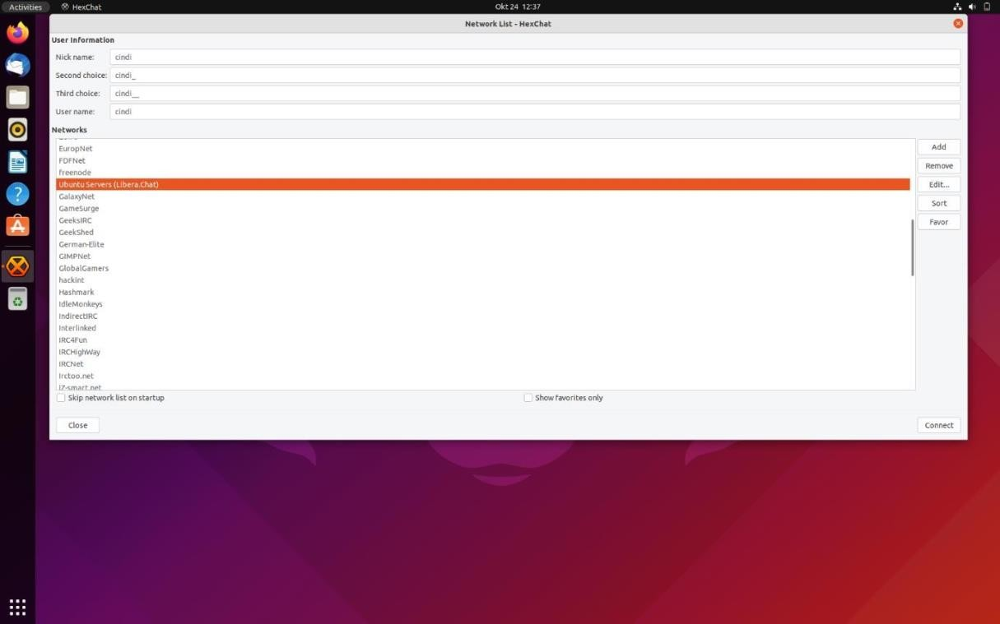 Activities HexChat Okt 24 12:37
Network List - HexChat
User Information
Nick name: cindi
Second choice: cindi_
Third choice: cindi__
User name: cindi
Networks
EuropNet
FDFNet
freenode
Ubuntu Servers (Libera.Chat)
GalaxyNet
GameSurge
GeeksIRC
GeekShed
German-Elite
GIMPNet
GlobalGamers
hackint
Hashmark
IdleMonkeys
IndirectIRC
Interlinked
IRC4Fun
IRCHighWay
IRCNet
Irctoo.net
iZ-smart.net
Add
Remove
Edit...
Sort
Favor
Skip network list on startup Show favorites only
Close Connect